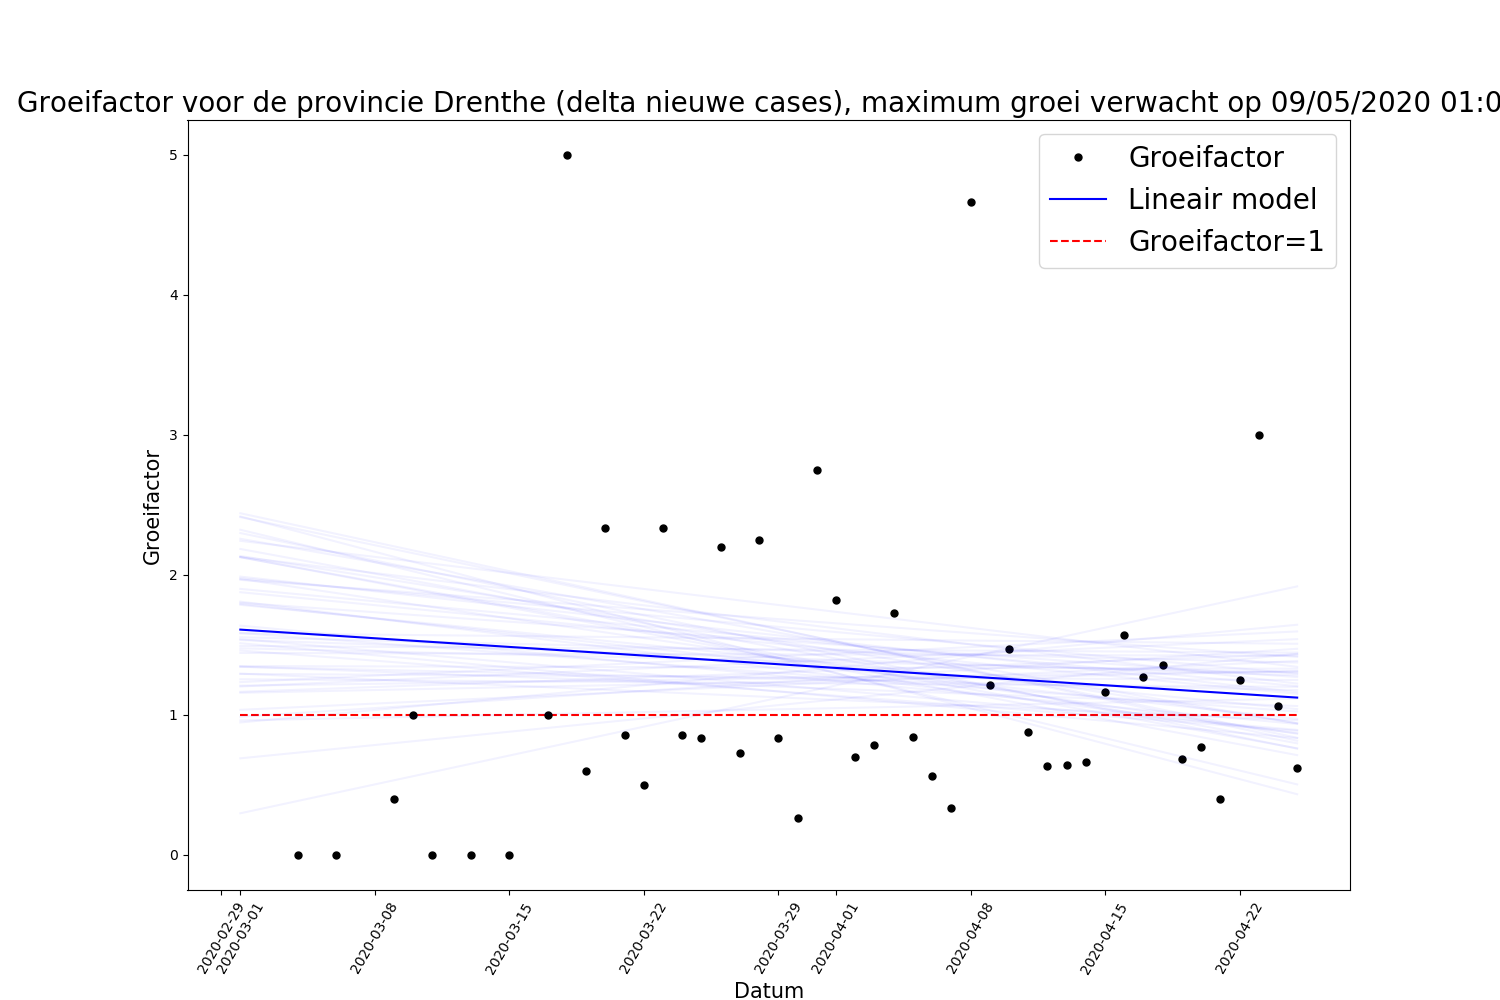 Groeifactor voor de provincie Drenthe (delta nieuwe cases), maximum groei verwacht op 09/05/2020 01:0
Groeifactor
Lineair model
Groeifactor=1
5
4
3
2
1
0
Groeifactor
2020-02-29
2020-03-01
2020-03-08
2020-03-15
2020-03-22
2020-03-29
2020-04-01
2020-04-08
2020-04-15
2020-04-22
Datum